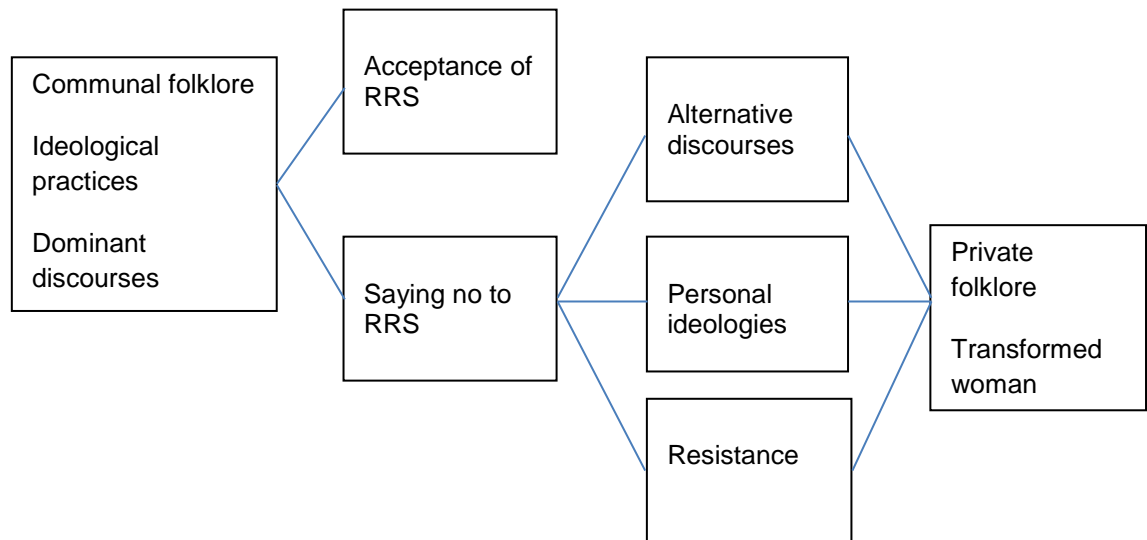 Communal folklore
Ideological
practices
Dominant
discourses
Acceptance of
RRS
Saying no to
RRS
Alternative
discourses
Personal
ideologies
Resistance
Private
folklore
Transformed
woman